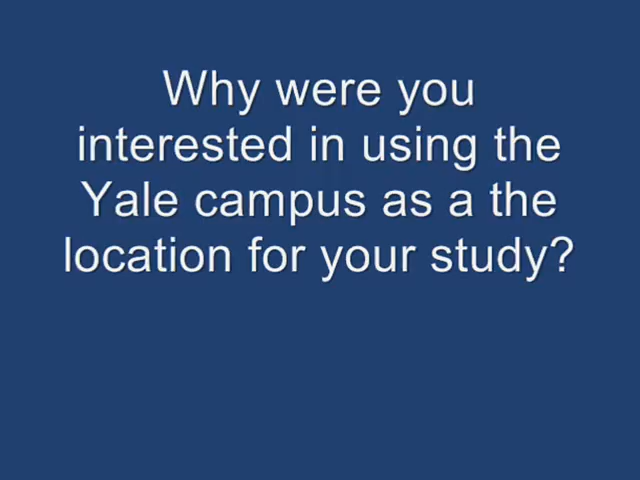 Why were you
interested in using the
Yale campus as a the
location for your study?